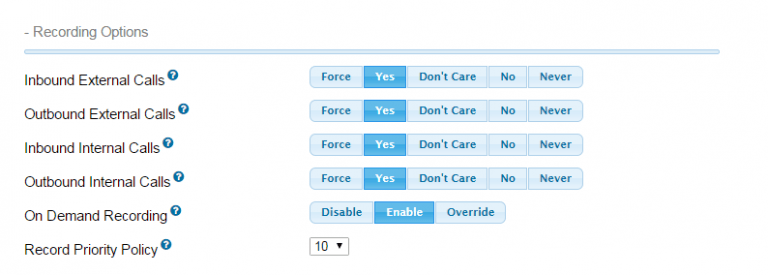 - Recording Options
Inbound External Calls ? Force Yes Don't Care No Never
Outbound External Calls ? Force Yes Don't Care No Never
Inbound Internal Calls ? Force Yes Don't Care No Never
Outbound Internal Calls ? Force Yes Don't Care No Never
On Demand Recording ? Disable Enable Override
Record Priority Policy ? 10